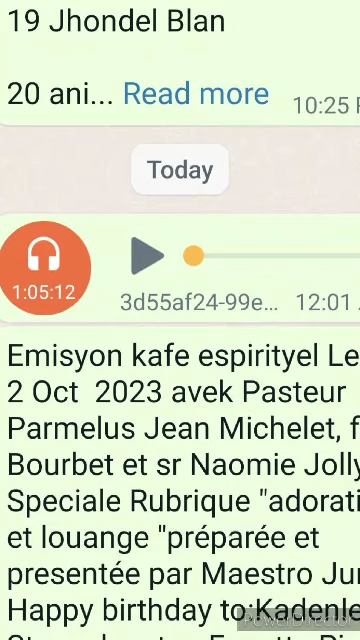 19 Jhondel Blan
20 ani... Read more
10:25
Today
1:05:12
3d55af24-99e...
12:01
Emisyon kafe espirityel Le
2 Oct 2023 avek Pasteur
Parmelus Jean Michelet, f
Bourbet et sr Naomie Jolly
Speciale Rubrique "adorati
et louange "préparée et
presentée par Maestro Ju
Happy birthday to:Kadenle
PowerDirector